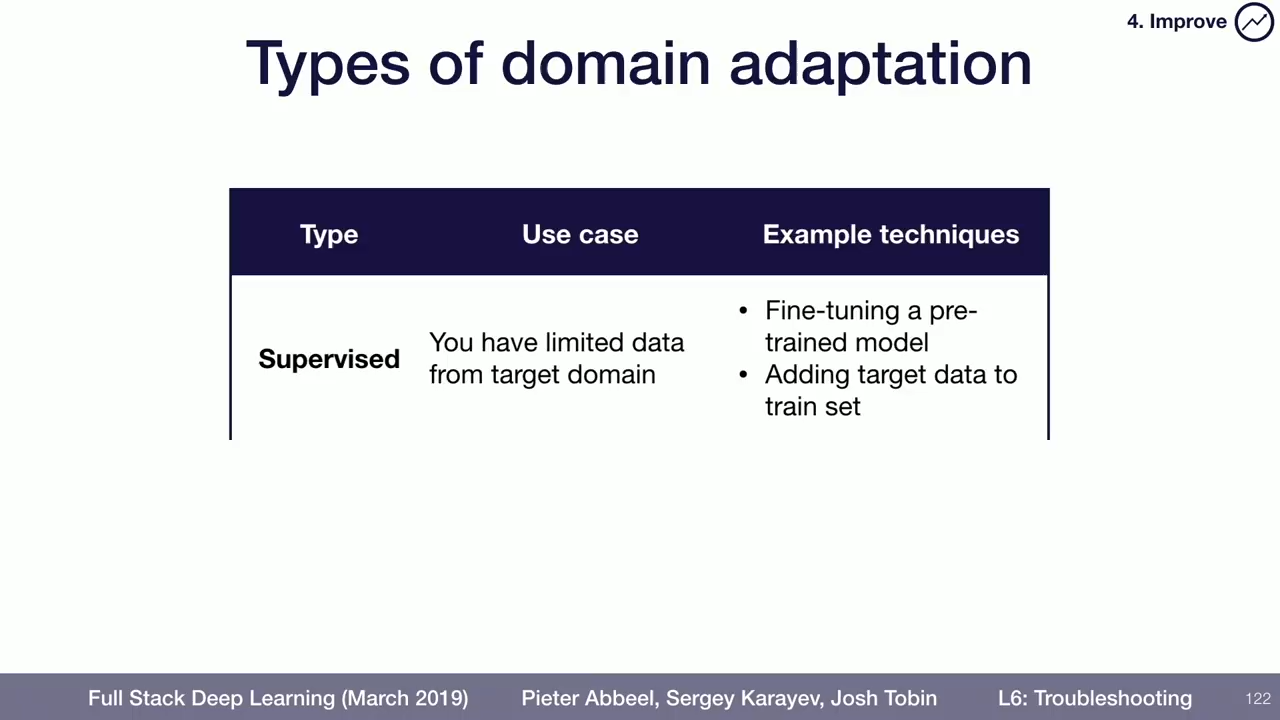 4. Improve
Types of domain adaptation
Type Use case Example techniques
Supervised
You have limited data
from target domain
• Fine-tuning a pre-
trained model
• Adding target data to
train set
Full Stack Deep Learning (March 2019) Pieter Abbeel, Sergey Karayev, Josh Tobin L6: Troubleshooting 122